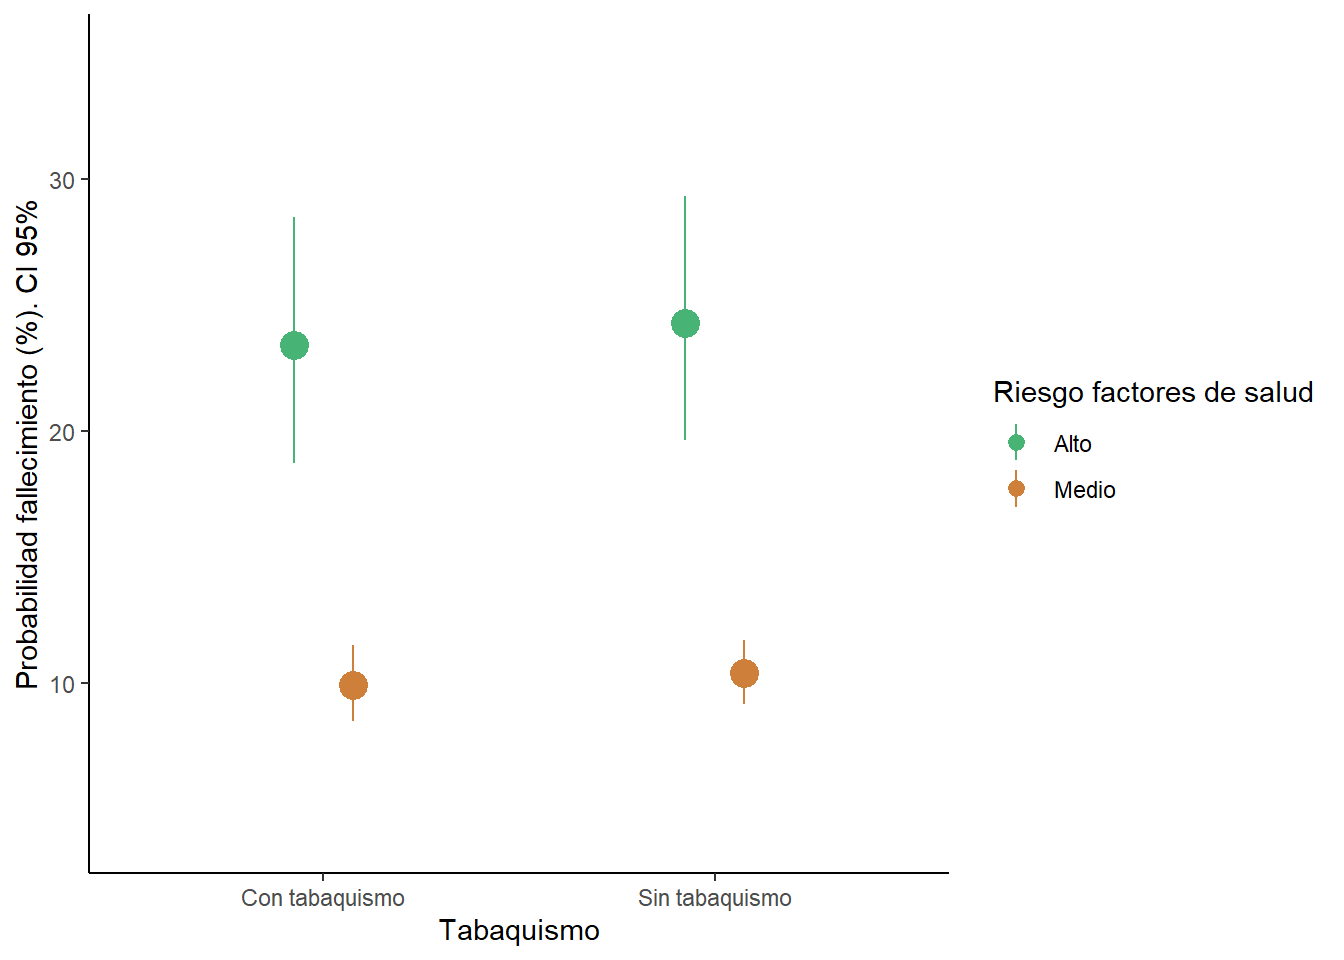 Probabilidad fallecimiento (%). CI 95%
30
20
10
Con tabaquismo
Sin tabaquismo
Tabaquismo
Riesgo factores de salud
Alto
Medio